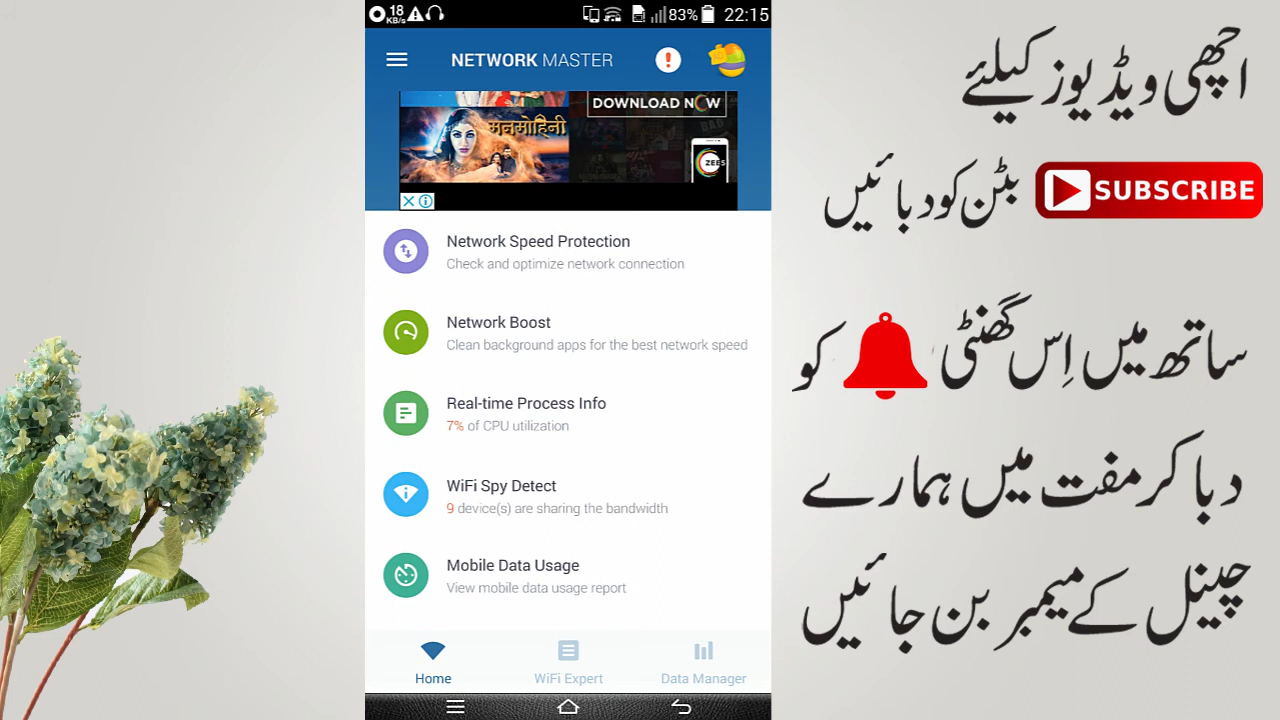 18
KB/s
83% 22:15
NETWORK MASTER
DOWNLOAD NOW
मनमोहिनी
ZEE5
Network Speed Protection
Check and optimize network connection
Network Boost
Clean background apps for the best network speed
Real-time Process Info
7% of CPU utilization
WiFi Spy Detect
9 device(s) are sharing the bandwidth
Mobile Data Usage
View mobile data usage report
Home WiFi Expert Data Manager
اچھی ویڈیوز کیلئے
SUBSCRIBE بٹن کو دبائیں
ساتھ میں اِس گھنٹی کو
دبا کر مفت میں ہمارے
چینل کے میمبر بن جائیں